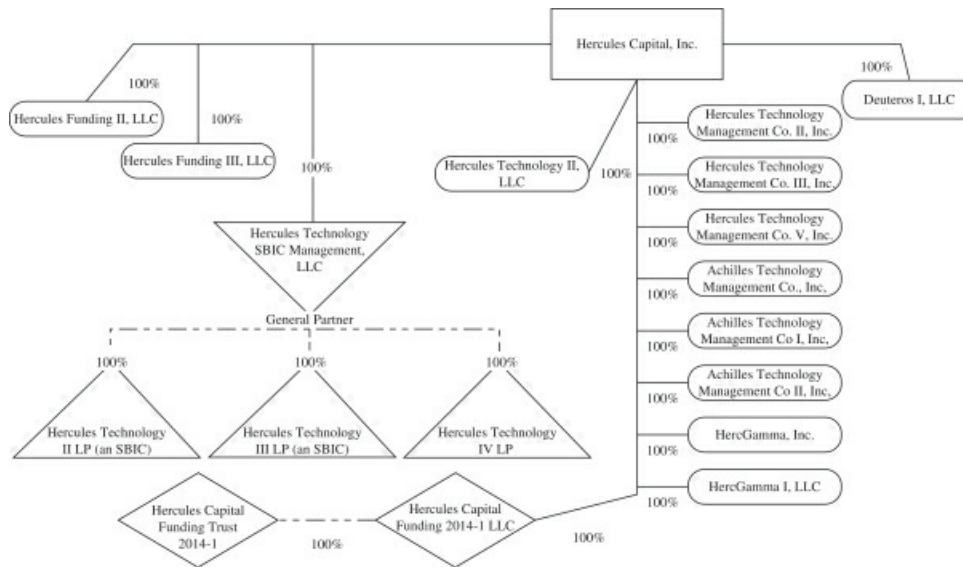 Hercules Capital, Inc.
100%
Hercules Funding II, LLC
100%
Hercules Funding III, LLC
100%
Hercules Technology
SBIC Management,
LLC
General Partner
100%
100%
100%
Hercules Technology
II LP (an SBIC)
Hercules Technology
III LP (an SBIC)
Hercules Technology
IV LP
Hercules Technology II,
LLC
100%
100%
Deuteros I, LLC
Hercules Technology
Management Co. II, Inc.
100%
Hercules Technology
Management Co. III, Inc,
100%
Hercules Technology
Management Co. V, Inc.
100%
Achilles Technology
Management Co., Inc,
100%
Achilles Technology
Management Co I, Inc,
100%
Achilles Technology
Management Co II, Inc,
100%
HercGamma, Inc.
100%
HercGamma I, LLC
100%
Hercules Capital
Funding Trust
2014-1
100%
Hercules Capital
Funding 2014-1 LLC
100%